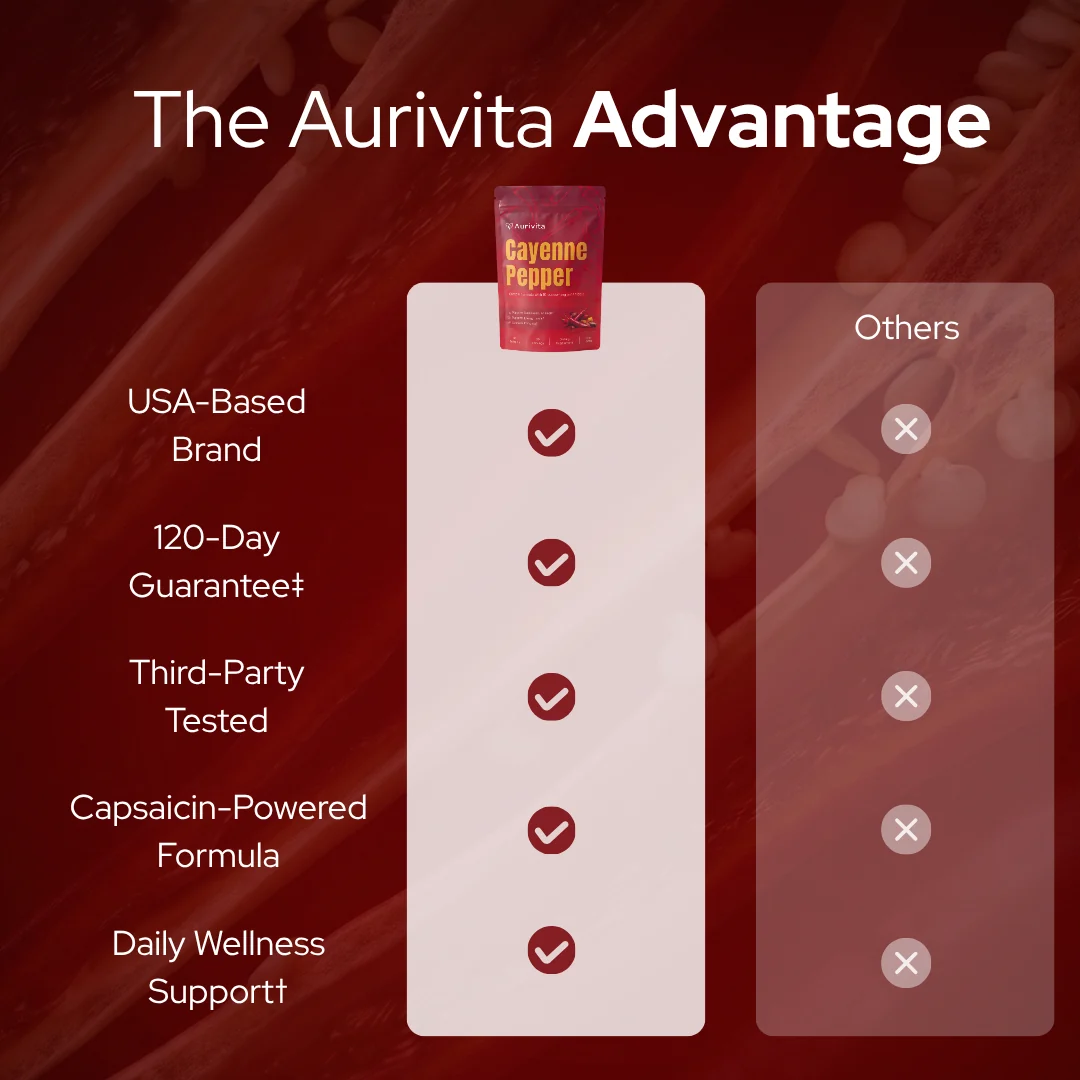 The Aurivita Advantage
Aurivita
Cayenne
Pepper
Others
USA-Based
Brand
120-Day
Guarantee‡
Third-Party
Tested
Capsaicin-Powered
Formula
Daily Wellness
Support†